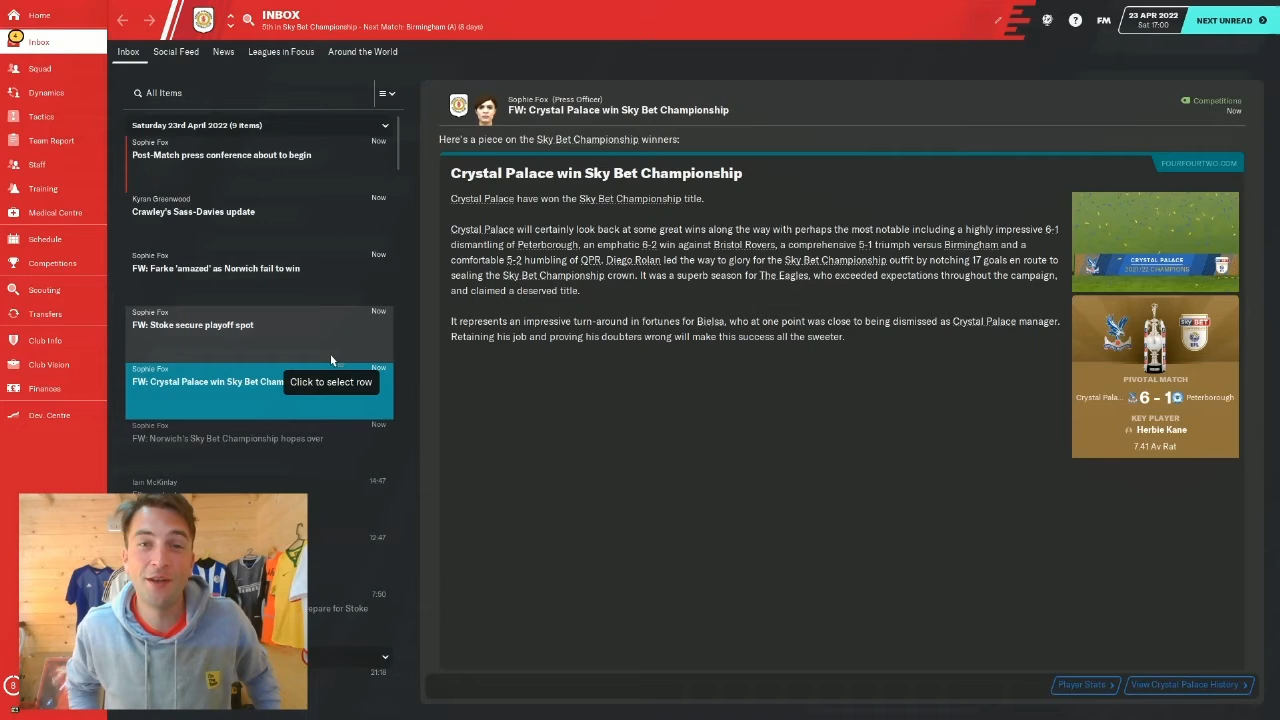 Home
INBOX
5th in Sky Bet Championship - Next Match: Birmingham (A) (8 days)
FM
23 APR 2022
Sat 17:00
NEXT UNREAD
4
Inbox
Squad
Dynamics
Tactics
Team Report
Staff
Training
Medical Centre
Schedule
Competitions
Scouting
Transfers
Club Info
Club Vision
Finances
Dev. Centre
8
Inbox
Social Feed
News
Leagues in Focus
Around the World
All Items
Saturday 23rd April 2022 (9 items)
Sophie Fox
Now
Post-Match press conference about to begin
Kyran Greenwood
Now
Crawley's Sass-Davies update
Sophie Fox
Now
FW: Farke 'amazed' as Norwich fail to win
Sophie Fox
Now
FW: Stoke secure playoff spot
Sophie Fox
Now
FW: Crystal Palace win Sky Bet Cham
Click to select row
Sophie Fox
Now
FW: Norwich's Sky Bet Championship hopes over
Iain McKinlay
14:47
12:47
7:50
epare for Stoke
21:18
Sophie Fox (Press Officer)
FW: Crystal Palace win Sky Bet Championship
Competitions
Now
Here's a piece on the Sky Bet Championship winners:
FOURFOURTWO.COM
Crystal Palace win Sky Bet Championship
Crystal Palace have won the Sky Bet Championship title.
Crystal Palace will certainly look back at some great wins along the way with perhaps the most notable including a highly impressive 6-1
dismantling of Peterborough, an emphatic 6-2 win against Bristol Rovers, a comprehensive 5-1 triumph versus Birmingham and a
comfortable 5-2 humbling of QPR. Diego Rolan led the way to glory for the Sky Bet Championship outfit by notching 17 goals en route to
sealing the Sky Bet Championship crown. It was a superb season for The Eagles, who exceeded expectations throughout the campaign,
and claimed a deserved title.
It represents an impressive turn-around in fortunes for Bielsa, who at one point was close to being dismissed as Crystal Palace manager.
Retaining his job and proving his doubters wrong will make this success all the sweeter.
CRYSTAL PALACE
2021/22 CHAMPIONS
SKY BET
PIVOTAL MATCH
Crystal Pala... 6 - 1 Peterborough
KEY PLAYER
Herbie Kane
7.41 Av Rat
Player Stats
View Crystal Palace History